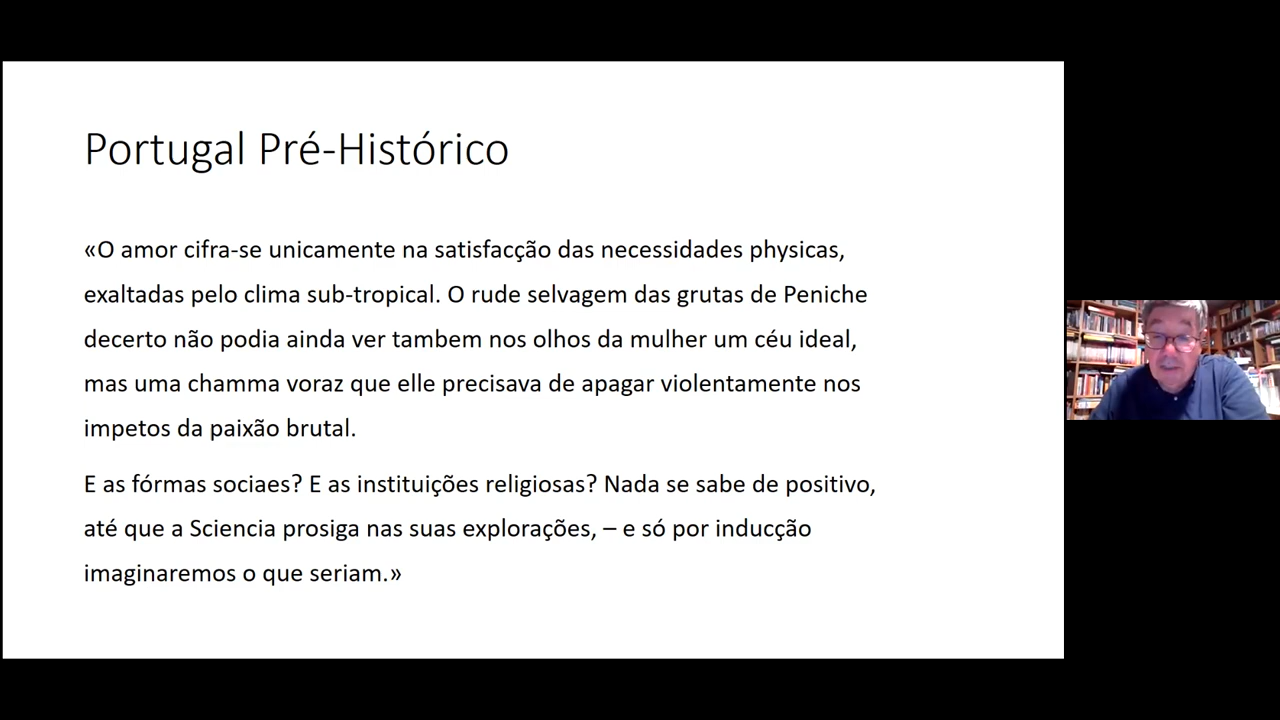 Portugal Pré-Histórico
«O amor cifra-se unicamente na satisfacção das necessidades physicas,
exaltadas pelo clima sub-tropical. O rude selvagem das grutas de Peniche
decerto não podia ainda ver tambem nos olhos da mulher um céu ideal,
mas uma chamma voraz que elle precisava de apagar violentamente nos
impetos da paixão brutal.
E as fórmas sociaes? E as instituições religiosas? Nada se sabe de positivo,
até que a Sciencia prosiga nas suas explorações, – e só por inducção
imaginaremos o que seriam.»